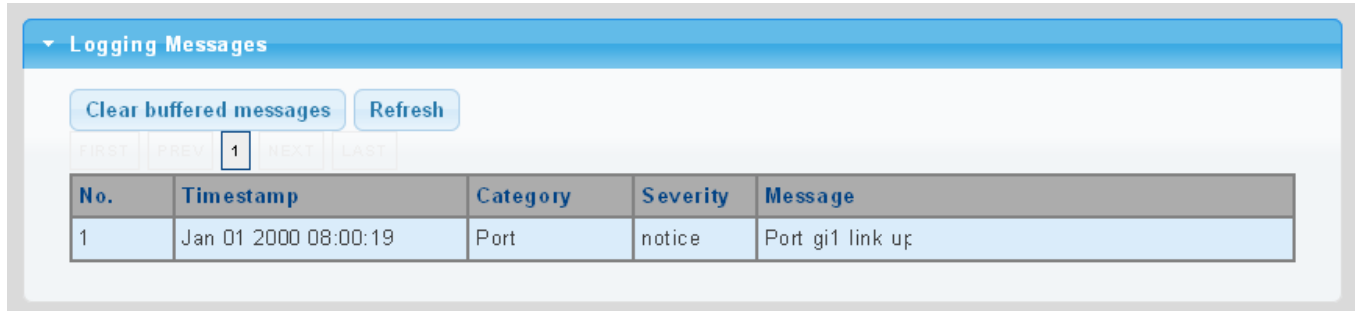 Logging Messages
Clear buffered messages Refresh
FIRST PREV 1 NEXT LAST
No. Timestamp Category Severity Message
1 Jan 01 2000 08:00:19 Port notice Port gi1 link up